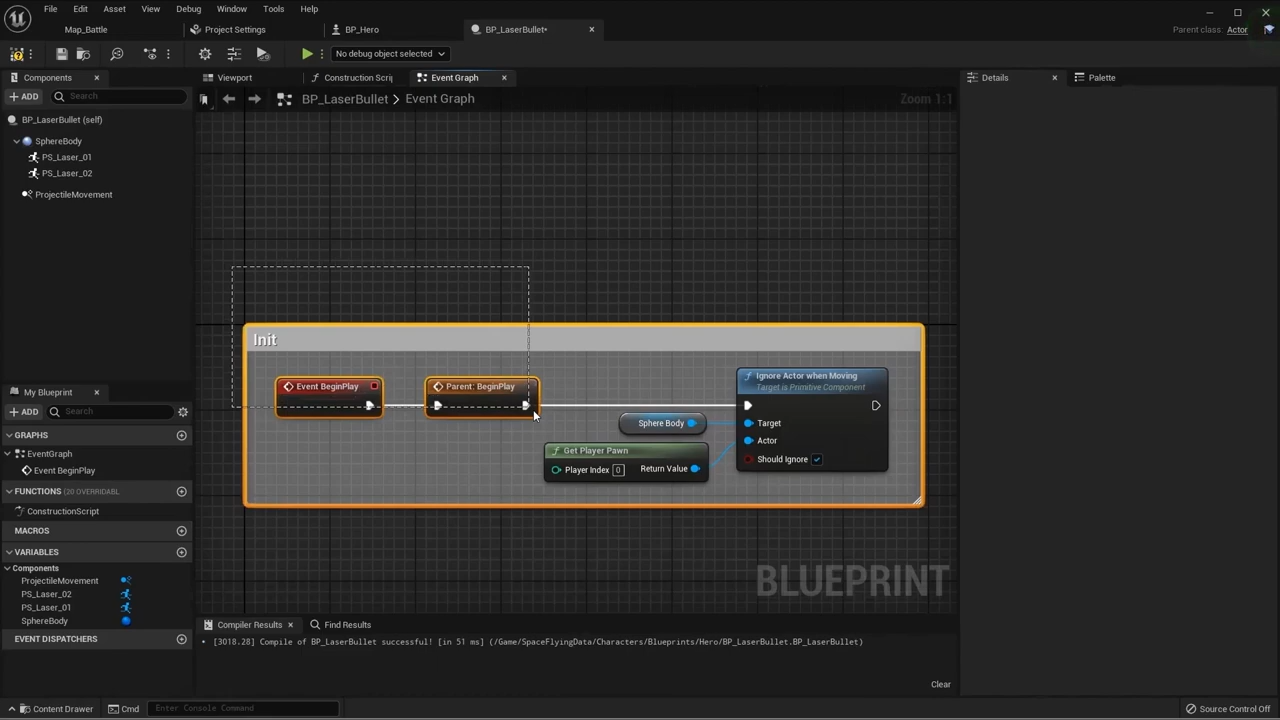 File Edit Asset View Debug Window Tools Help
Map_Battle Project Settings BP_Hero BP_LaserBullet•
Parent class: Actor
No debug object selected
Components
Viewport Construction Scrip Event Graph
Details Palette
ADD Search
BP_LaserBullet > Event Graph Zoom 1:1
BP_LaserBullet (self)
SphereBody
PS_Laser_01
PS_Laser_02
ProjectileMovement
Init
Event BeginPlay
Parent: BeginPlay
Ignore Actor when Moving
Target is Primitive Component
Sphere Body
Target
Actor
Should Ignore
Get Player Pawn
Player Index 0 Return Value
My Blueprint
ADD Search
GRAPHS
EventGraph
Event BeginPlay
FUNCTIONS (20 OVERRIDABL
ConstructionScript
MACROS
VARIABLES
Components
ProjectileMovement
PS_Laser_02
PS_Laser_01
SphereBody
EVENT DISPATCHERS
BLUEPRINT
Compiler Results Find Results
[3018.28] Compile of BP_LaserBullet successful! [in 51 ms] (/Game/SpaceFlyingData/Characters/Blueprints/Hero/BP_LaserBullet.BP_LaserBullet)
Clear
Content Drawer Cmd Enter Console Command Source Control Off